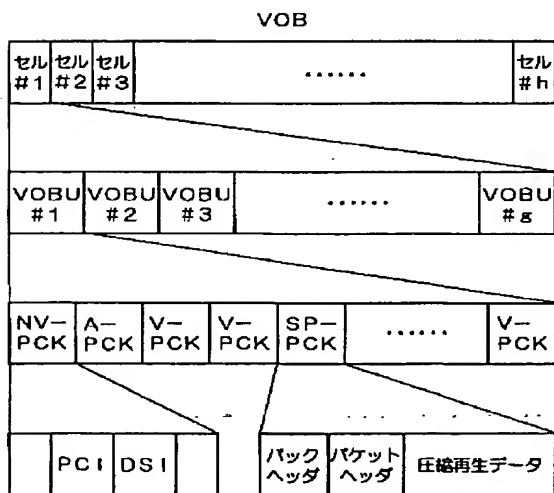 VOB
セル #1 セル #2 セル #3 ...... セル #h
VOBU #1 VOBU #2 VOBU #3 ...... VOBU #g
NV-PCK A-PCK V-PCK V-PCK SP-PCK ...... V-PCK
PCI DSI パックヘッダ パケットヘッダ 圧縮再生データ